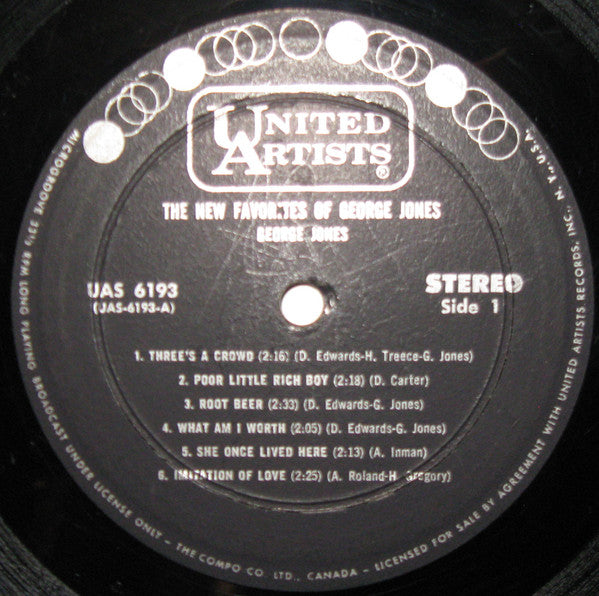 UNITED
ARTISTS®
THE NEW FAVORITES OF GEORGE JONES
GEORGE JONES
UAS 6193
(JAS-6193-A)
STEREO
Side 1
1. THREE'S A CROWD (2:16) (D. Edwards-H. Treece-G. Jones)
2. POOR LITTLE RICH BOY (2:18) (D. Carter)
3. ROOT BEER (2:33) (D. Edwards-G. Jones)
4. WHAT AM I WORTH (2:05) (D. Edwards-G. Jones)
5. SHE ONCE LIVED HERE (2:13) (A. Inman)
6. IMITATION OF LOVE (2:25) (A. Roland-H. Gregory)
MICROGROOVE 33⅓ RPM LONG PLAYING BROADCAST UNDER LICENSE ONLY - THE COMPO CO. LTD., CANADA - LICENSED FOR SALE BY AGREEMENT WITH UNITED ARTISTS RECORDS, INC., N. Y., U.S.A.